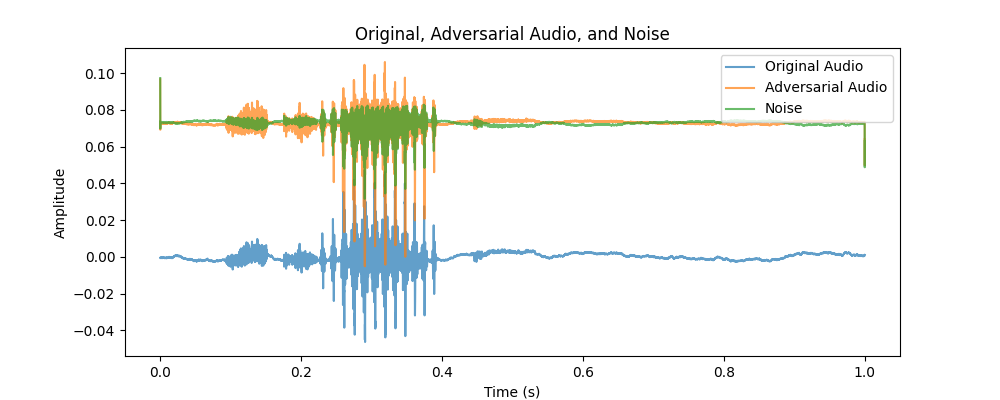 Original, Adversarial Audio, and Noise
Original Audio
Adversarial Audio
Noise
Amplitude
0.10
0.08
0.06
0.04
0.02
0.00
−0.02
−0.04
0.0 0.2 0.4 0.6 0.8 1.0
Time (s)